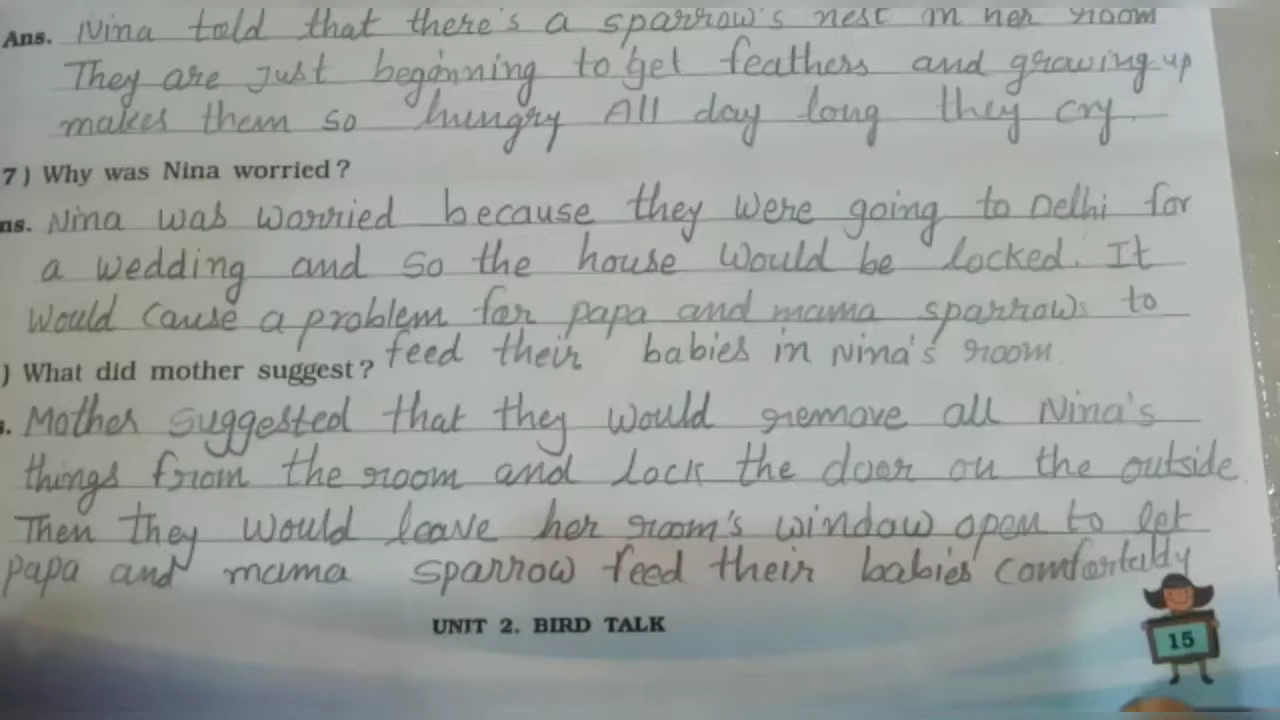 Ans. Nina told that there's a sparrow's nest in her room
They are just beginning to get feathers and growing up
makes them so hungry All day long they cry.
7) Why was Nina worried?
ns. Nina was worried because they were going to Delhi for
a wedding and so the house would be locked. It
would cause a problem for papa and mama sparrows to
feed their babies in Nina's room.
) What did mother suggest?
s. Mother suggested that they would remove all Nina's
things from the room and lock the door on the outside.
Then they would leave her room's window open to let
papa and mama sparrow feed their babies comfortably
UNIT 2. BIRD TALK
15